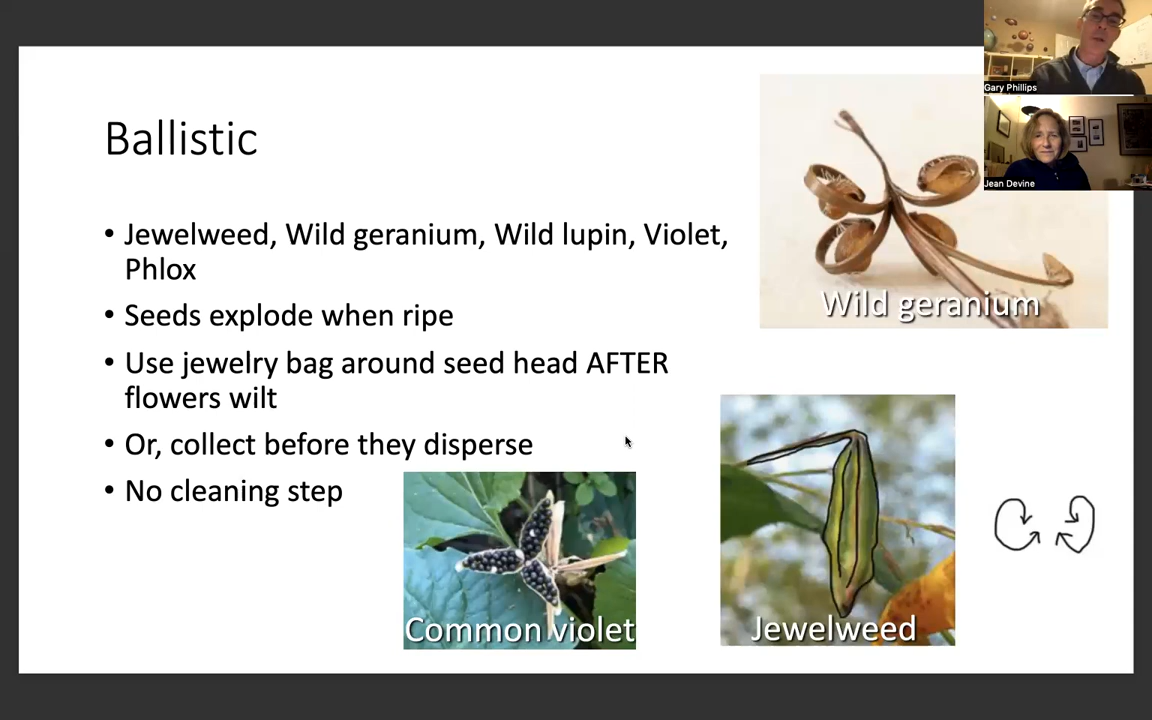 Gary Phillips
Jean Devine
Ballistic
• Jewelweed, Wild geranium, Wild lupin, Violet,
Phlox
• Seeds explode when ripe
• Use jewelry bag around seed head AFTER
flowers wilt
• Or, collect before they disperse
• No cleaning step
Wild geranium
Common violet
Jewelweed